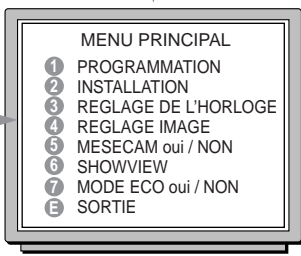 MENU PRINCIPAL
1 PROGRAMMATION
2 INSTALLATION
3 REGLAGE DE L'HORLOGE
4 REGLAGE IMAGE
5 MESECAM oui / NON
6 SHOWVIEW
7 MODE ECO oui / NON
E SORTIE